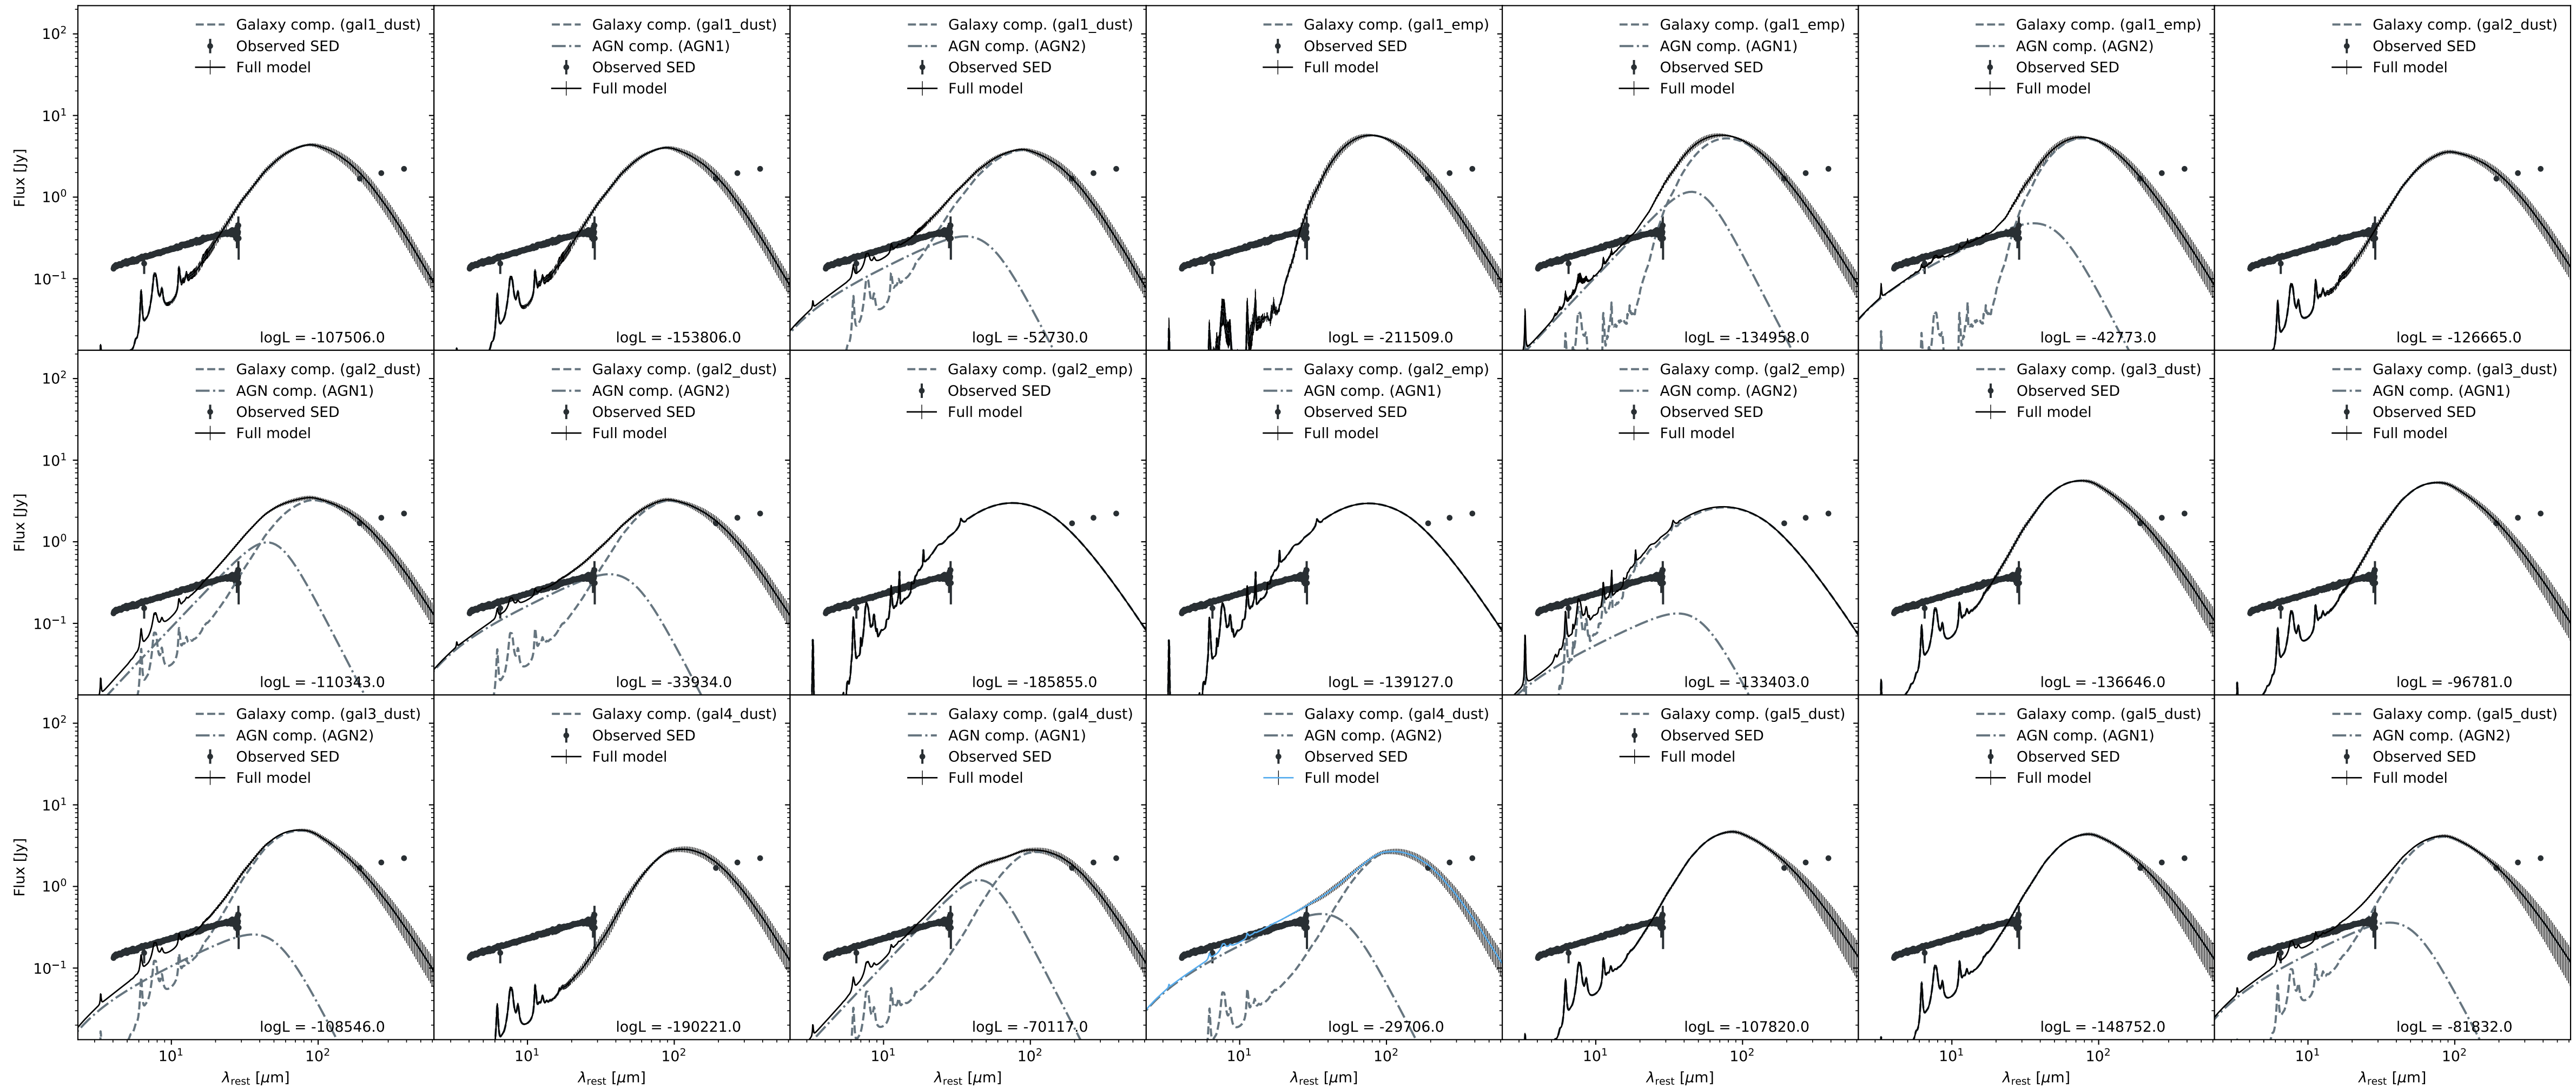 Galaxy comp. (gal1_dust)
Observed SED
Full model
logL = -107506.0
Galaxy comp. (gal1_dust)
AGN comp. (AGN1)
Observed SED
Full model
logL = -153806.0
Galaxy comp. (gal1_dust)
AGN comp. (AGN2)
Observed SED
Full model
logL = -52730.0
Galaxy comp. (gal1_emp)
Observed SED
Full model
logL = -211509.0
Galaxy comp. (gal1_emp)
AGN comp. (AGN1)
Observed SED
Full model
logL = -134958.0
Galaxy comp. (gal1_emp)
AGN comp. (AGN2)
Observed SED
Full model
logL = -42773.0
Galaxy comp. (gal2_dust)
Observed SED
Full model
logL = -126665.0
Flux [Jy]
10²
10¹
10⁰
10⁻¹
Galaxy comp. (gal2_dust)
AGN comp. (AGN1)
Observed SED
Full model
logL = -110343.0
Galaxy comp. (gal2_dust)
AGN comp. (AGN2)
Observed SED
Full model
logL = -33934.0
Galaxy comp. (gal2_emp)
Observed SED
Full model
logL = -185855.0
Galaxy comp. (gal2_emp)
AGN comp. (AGN1)
Observed SED
Full model
logL = -139127.0
Galaxy comp. (gal2_emp)
AGN comp. (AGN2)
Observed SED
Full model
logL = -133403.0
Galaxy comp. (gal3_dust)
Observed SED
Full model
logL = -136646.0
Galaxy comp. (gal3_dust)
AGN comp. (AGN1)
Observed SED
Full model
logL = -96781.0
Flux [Jy]
10²
10¹
10⁰
10⁻¹
Galaxy comp. (gal3_dust)
AGN comp. (AGN2)
Observed SED
Full model
logL = -108546.0
Galaxy comp. (gal4_dust)
Observed SED
Full model
logL = -190221.0
Galaxy comp. (gal4_dust)
AGN comp. (AGN1)
Observed SED
Full model
logL = -70117.0
Galaxy comp. (gal4_dust)
AGN comp. (AGN2)
Observed SED
Full model
logL = -29706.0
Galaxy comp. (gal5_dust)
Observed SED
Full model
logL = -107820.0
Galaxy comp. (gal5_dust)
AGN comp. (AGN1)
Observed SED
Full model
logL = -148752.0
Galaxy comp. (gal5_dust)
AGN comp. (AGN2)
Observed SED
Full model
logL = -81832.0
Flux [Jy]
10²
10¹
10⁰
10⁻¹
10¹ 10² 10¹ 10² 10¹ 10² 10¹ 10² 10¹ 10² 10¹ 10² 10¹ 10²
λrest [μm] λrest [μm] λrest [μm] λrest [μm] λrest [μm] λrest [μm] λrest [μm]